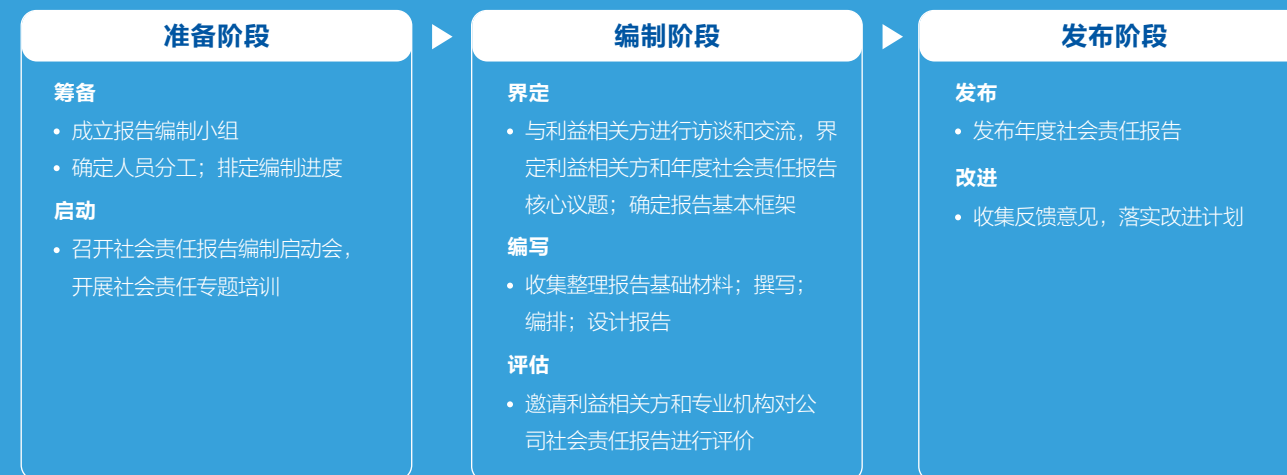 准备阶段
筹备
• 成立报告编制小组
• 确定人员分工；排定编制进度
启动
• 召开社会责任报告编制启动会，
开展社会责任专题培训
编制阶段
界定
• 与利益相关方进行访谈和交流，界
定利益相关方和年度社会责任报告
核心议题；确定报告基本框架
编写
• 收集整理报告基础材料；撰写；
编排；设计报告
评估
• 邀请利益相关方和专业机构对公
司社会责任报告进行评价
发布阶段
发布
• 发布年度社会责任报告
改进
• 收集反馈意见，落实改进计划